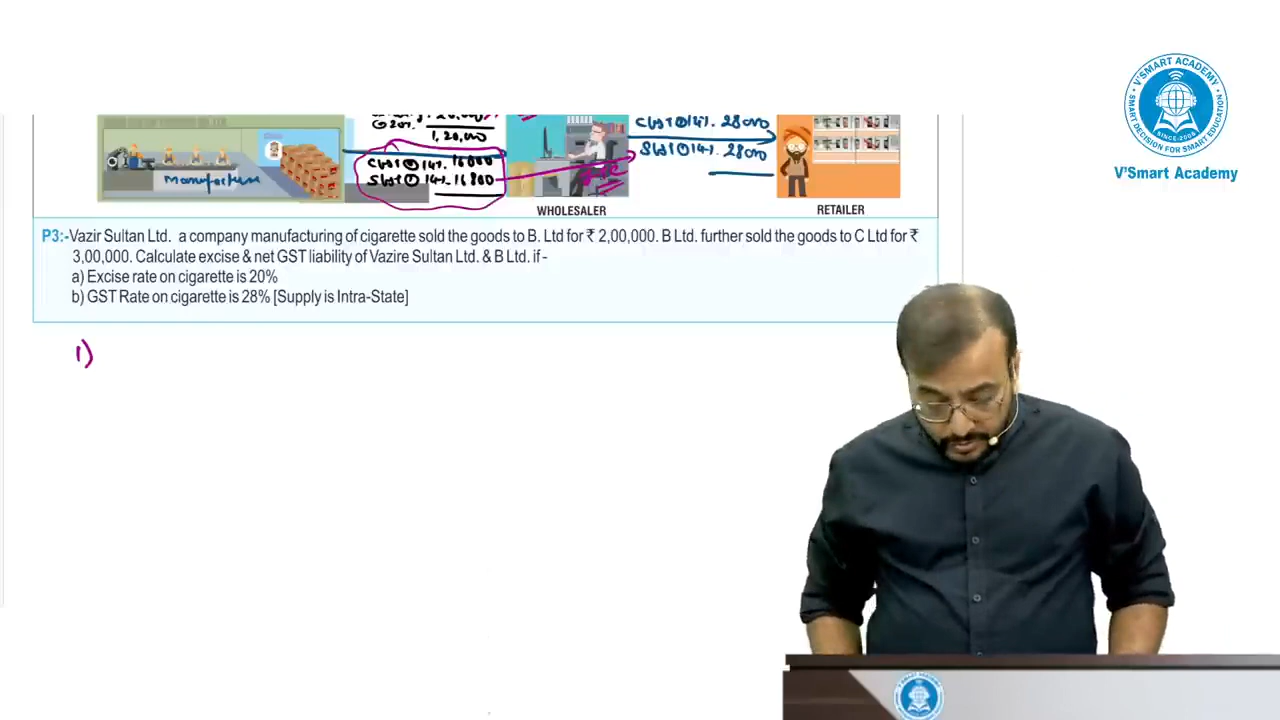 V'SMART ACADEMY
SMART DECISION FOR SMART EDUCATION
SINCE-2006
V'Smart Academy
1,20,000
CGST @ 14%. 28000
SGST @ 14%. 28000
CGST @ 14%. 16800
SGST @ 14%. 16800
Manufacture
WHOLESALER
RETAILER
P3:-Vazir Sultan Ltd. a company manufacturing of cigarette sold the goods to B. Ltd for ₹ 2,00,000. B Ltd. further sold the goods to C Ltd for ₹
3,00,000. Calculate excise & net GST liability of Vazire Sultan Ltd. & B Ltd. if -
a) Excise rate on cigarette is 20%
b) GST Rate on cigarette is 28% [Supply is Intra-State]
1)